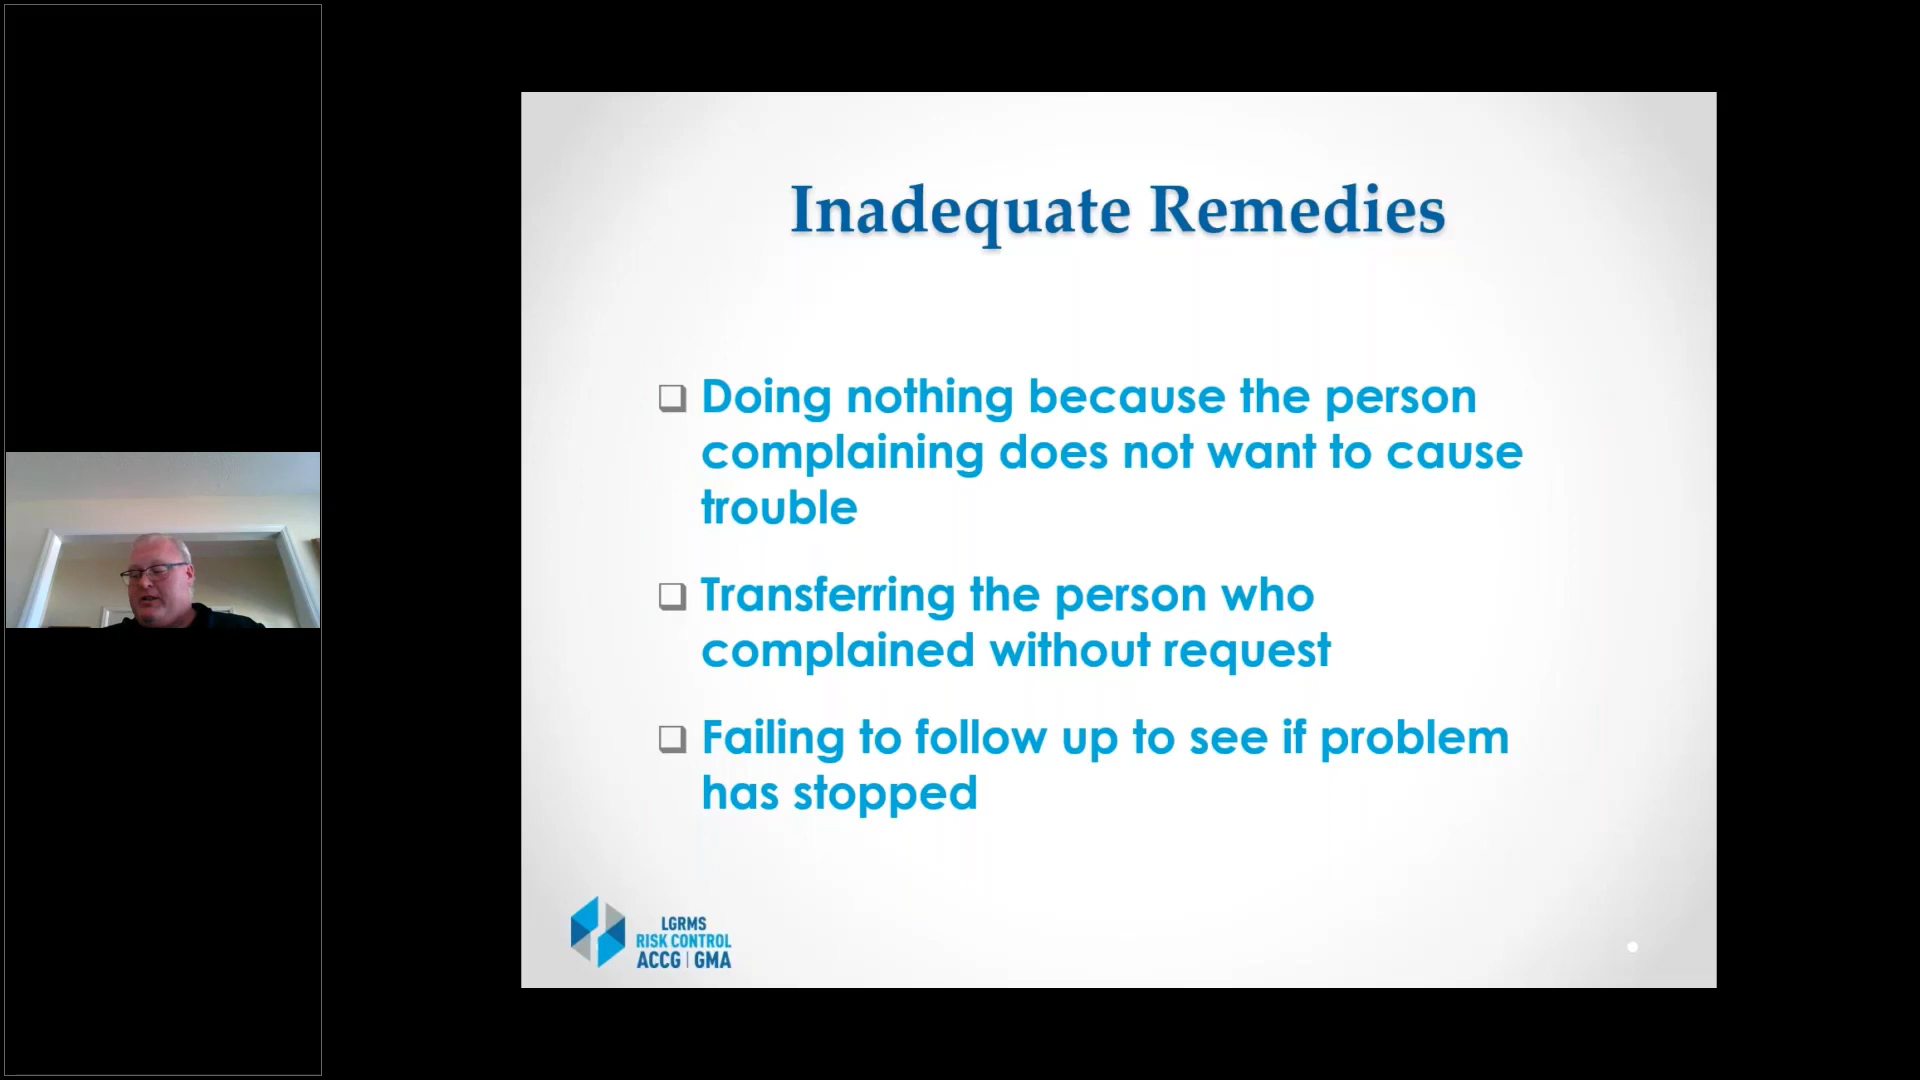 Inadequate Remedies
Doing nothing because the person
complaining does not want to cause
trouble
Transferring the person who
complained without request
Failing to follow up to see if problem
has stopped
LGRMS
RISK CONTROL
ACCG | GMA